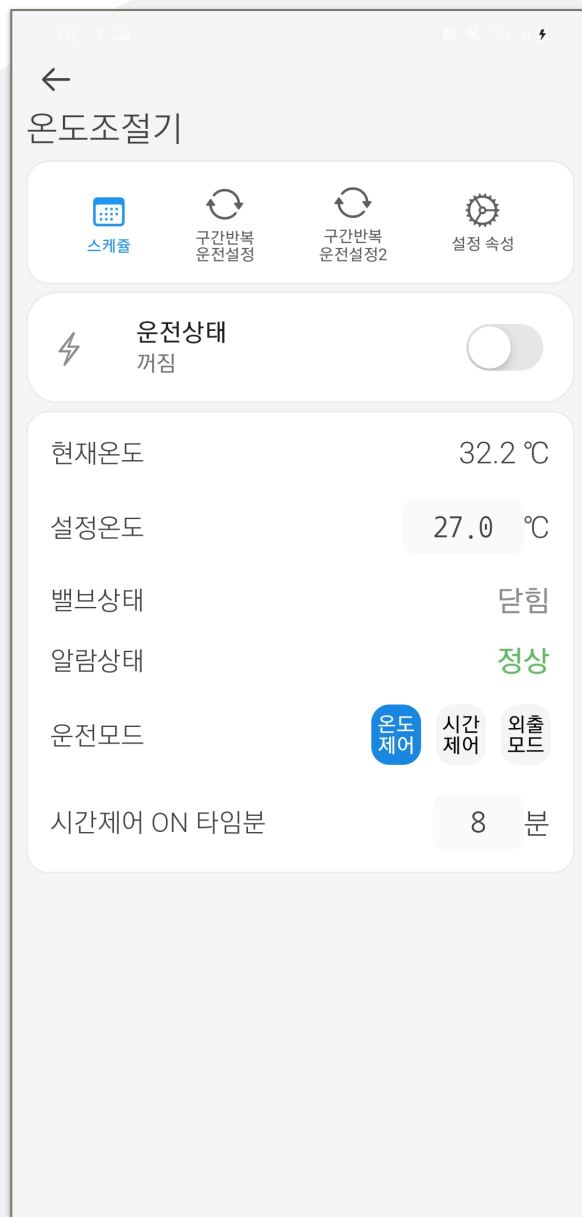 10:21
온도조절기
스케쥴
구간반복
운전설정
구간반복
운전설정2
설정 속성
운전상태
꺼짐
현재온도 32.2 ℃
설정온도 27.0 ℃
밸브상태 닫힘
알람상태 정상
운전모드 온도 시간 외출
제어 제어 모드
시간제어 ON 타임분 8 분